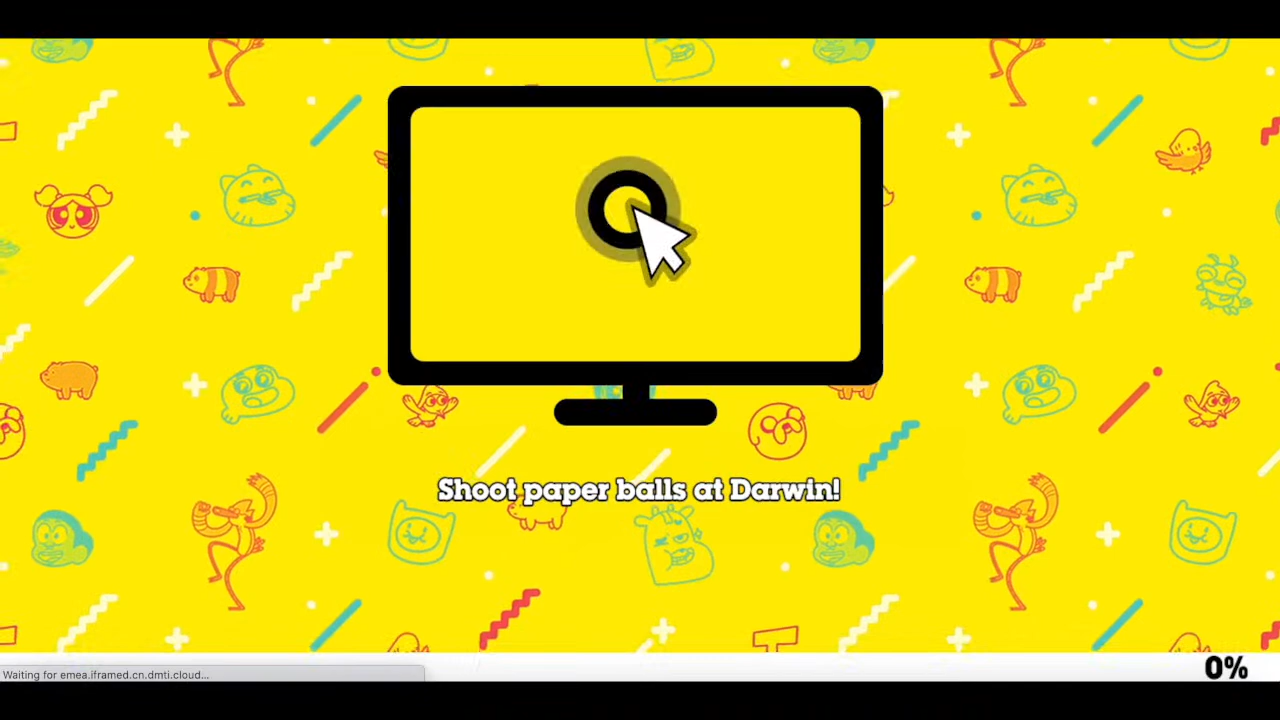 Shoot paper balls at Darwin!
Waiting for emea.iframed.cn.dmti.cloud...
0%